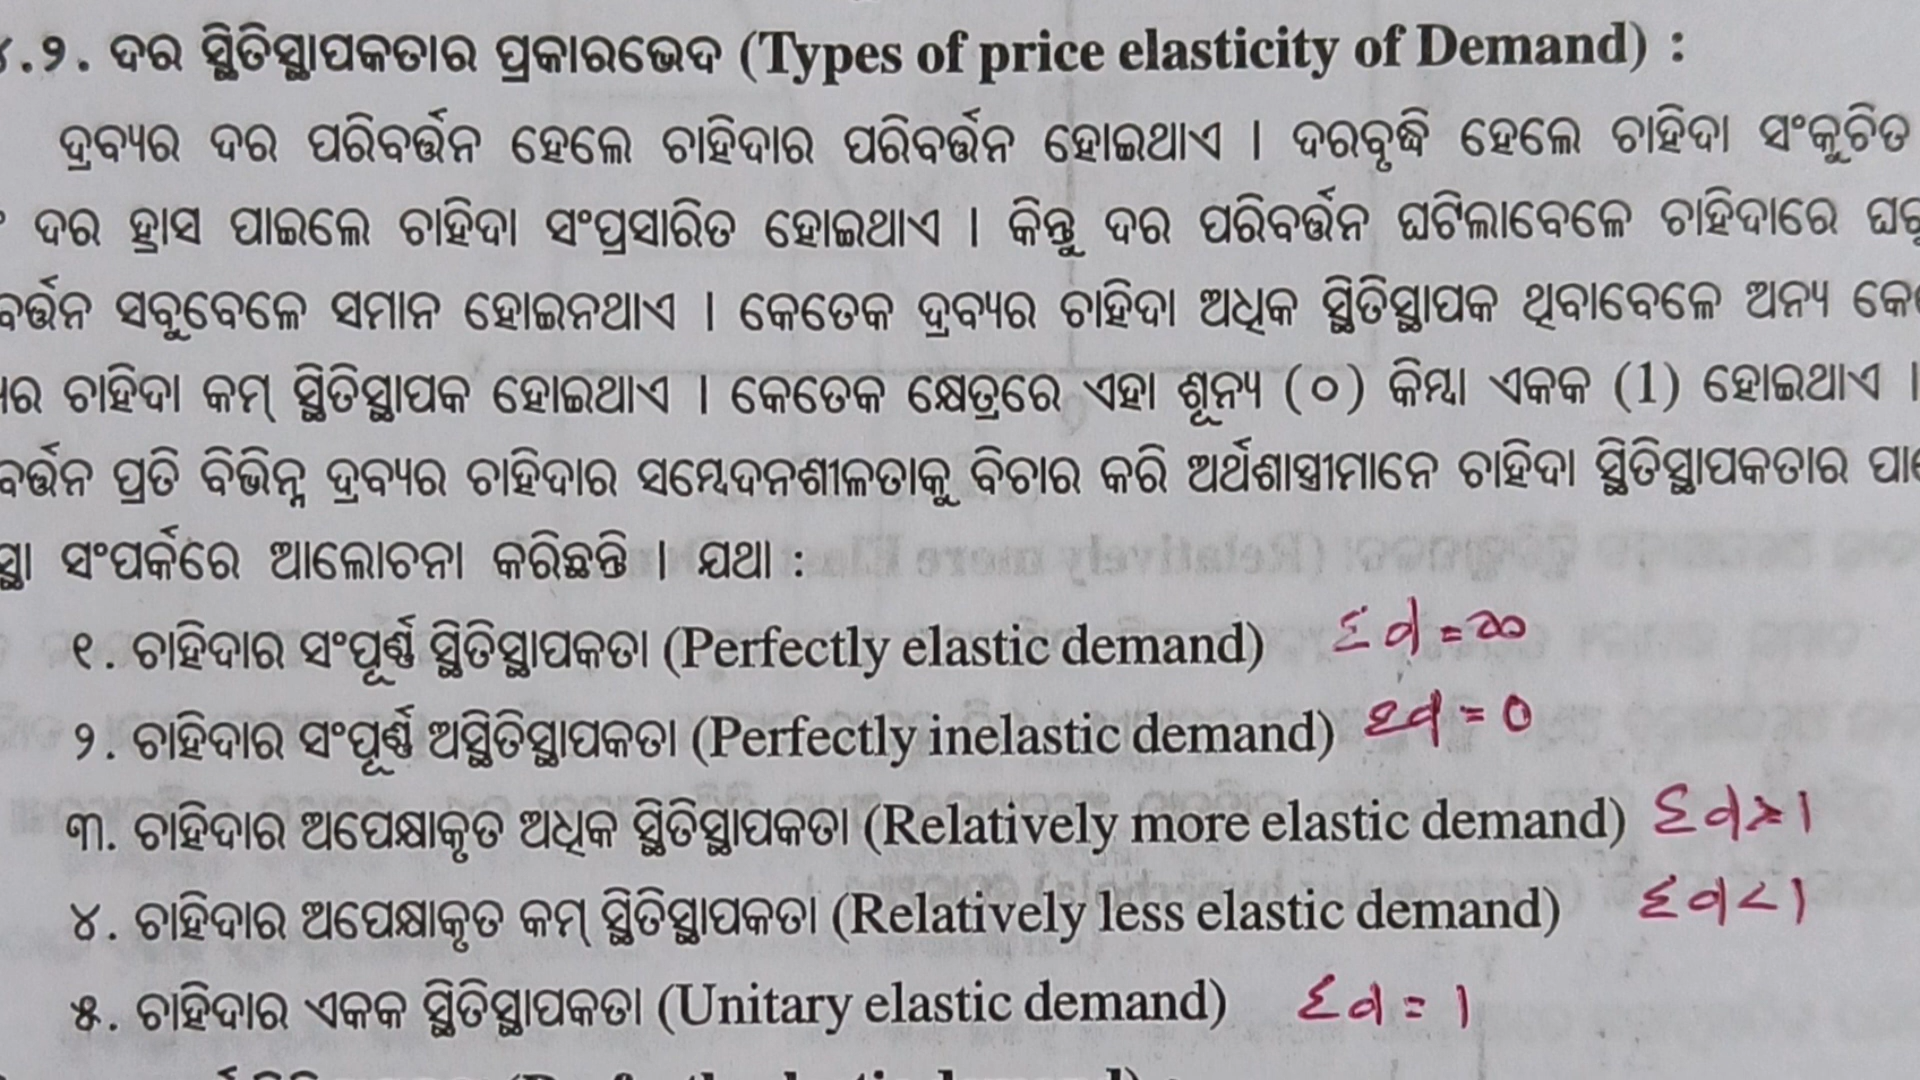 ୪.୨. ଦର ସ୍ଥିତିସ୍ଥାପକତାର ପ୍ରକାରଭେଦ (Types of price elasticity of Demand) :
ଦ୍ରବ୍ୟର ଦର ପରିବର୍ତ୍ତନ ହେଲେ ଚାହିଦାର ପରିବର୍ତ୍ତନ ହୋଇଥାଏ । ଦରବୃଦ୍ଧି ହେଲେ ଚାହିଦା ସଂକୁଚିତ
ଦର ହ୍ରାସ ପାଇଲେ ଚାହିଦା ସଂପ୍ରସାରିତ ହୋଇଥାଏ । କିନ୍ତୁ ଦର ପରିବର୍ତ୍ତନ ଘଟିଲାବେଳେ ଚାହିଦାରେ
ବର୍ତ୍ତନ ସବୁବେଳେ ସମାନ ହୋଇନଥାଏ । କେତେକ ଦ୍ରବ୍ୟର ଚାହିଦା ଅଧିକ ସ୍ଥିତିସ୍ଥାପକ ଥିବାବେଳେ ଅନ୍ୟ
ର ଚାହିଦା କମ୍ ସ୍ଥିତିସ୍ଥାପକ ହୋଇଥାଏ । କେତେକ କ୍ଷେତ୍ରରେ ଏହା ଶୂନ୍ୟ (୦) କିମ୍ବା ଏକକ (1) ହୋଇଥାଏ ।
ବର୍ତ୍ତନ ପ୍ରତି ବିଭିନ୍ନ ଦ୍ରବ୍ୟର ଚାହିଦାର ସମ୍ବେଦନଶୀଳତାକୁ ବିଚାର କରି ଅର୍ଥଶାସ୍ତ୍ରୀମାନେ ଚାହିଦା ସ୍ଥିତିସ୍ଥାପକତାର
ସ୍ଥା ସଂପର୍କରେ ଆଲୋଚନା କରିଛନ୍ତି । ଯଥା :
୧. ଚାହିଦାର ସଂପୂର୍ଣ୍ଣ ସ୍ଥିତିସ୍ଥାପକତା (Perfectly elastic demand) Σd = ∞
୨. ଚାହିଦାର ସଂପୂର୍ଣ୍ଣ ଅସ୍ଥିତିସ୍ଥାପକତା (Perfectly inelastic demand) Σd = 0
୩. ଚାହିଦାର ଅପେକ୍ଷାକୃତ ଅଧିକ ସ୍ଥିତିସ୍ଥାପକତା (Relatively more elastic demand) Σd > 1
୪. ଚାହିଦାର ଅପେକ୍ଷାକୃତ କମ୍ ସ୍ଥିତିସ୍ଥାପକତା (Relatively less elastic demand) Σd < 1
୫. ଚାହିଦାର ଏକକ ସ୍ଥିତିସ୍ଥାପକତା (Unitary elastic demand) Σd = 1